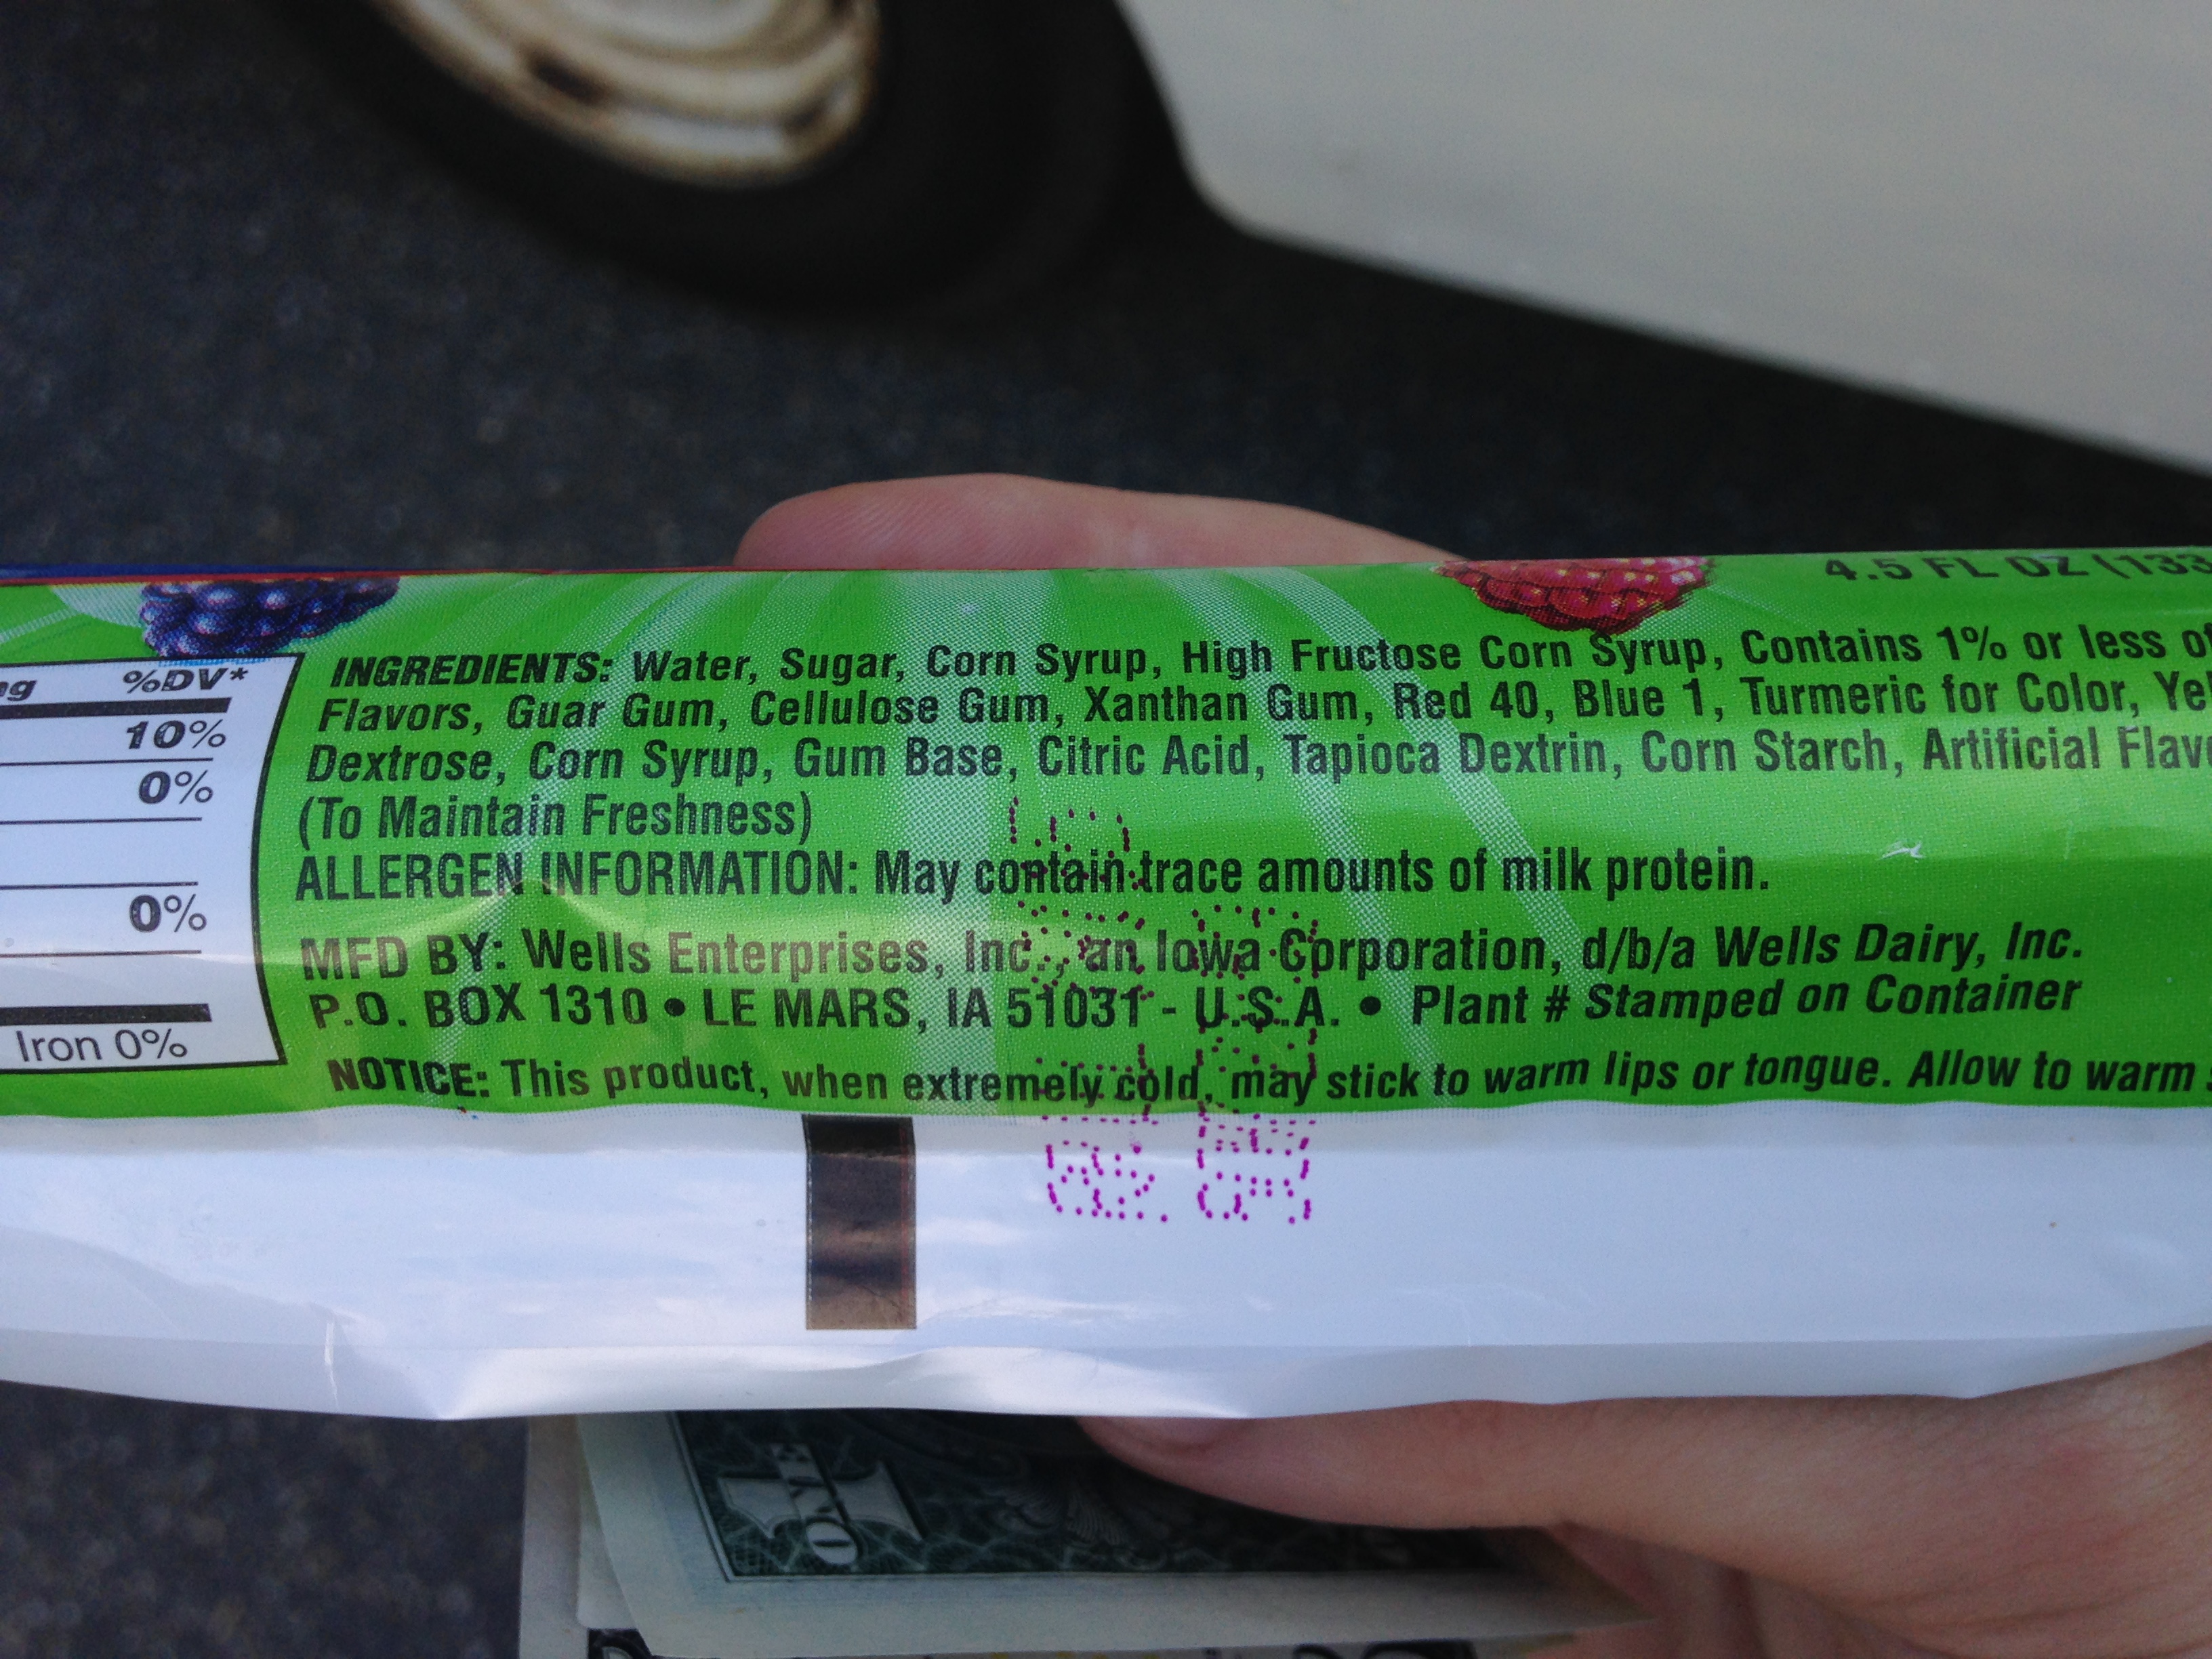 4.5 FL OZ (133
%DV*
10%
0%
0%
Iron 0%
INGREDIENTS: Water, Sugar, Corn Syrup, High Fructose Corn Syrup, Contains 1% or less
Flavors, Guar Gum, Cellulose Gum, Xanthan Gum, Red 40, Blue 1, Turmeric for Color,
Dextrose, Corn Syrup, Gum Base, Citric Acid, Tapioca Dextrin, Corn Starch, Artificial
(To Maintain Freshness)
ALLERGEN INFORMATION: May contain trace amounts of milk protein.
MFD BY: Wells Enterprises, Inc., an Iowa Corporation, d/b/a Wells Dairy, Inc.
P.O. BOX 1310 • LE MARS, IA 51031 - U.S.A. • Plant # Stamped on Container
NOTICE: This product, when extremely cold, may stick to warm lips or tongue. Allow to warm
ONE